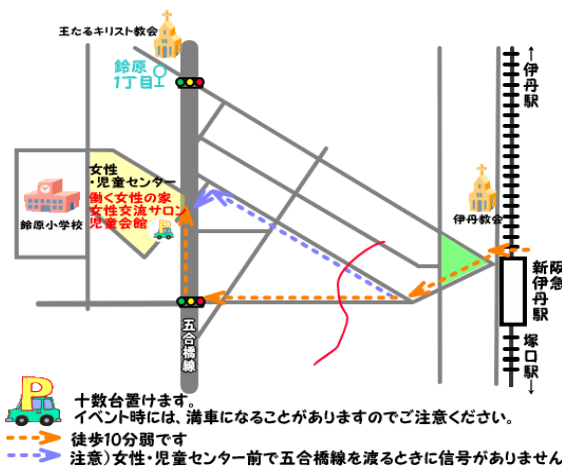 王たるキリスト教会
鈴原
1丁目
↑伊丹駅
女性
・児童センター
働く女性の家
女性交流サロン
児童会館
P
鈴原小学校
伊丹教会
阪急
新伊丹駅
五合橋線
塚口駅↓
P
十数台置けます。
イベント時には、満車になることがありますのでご注意ください。
徒歩10分弱です
注意)女性・児童センター前で五合橋線を渡るときに信号がありません